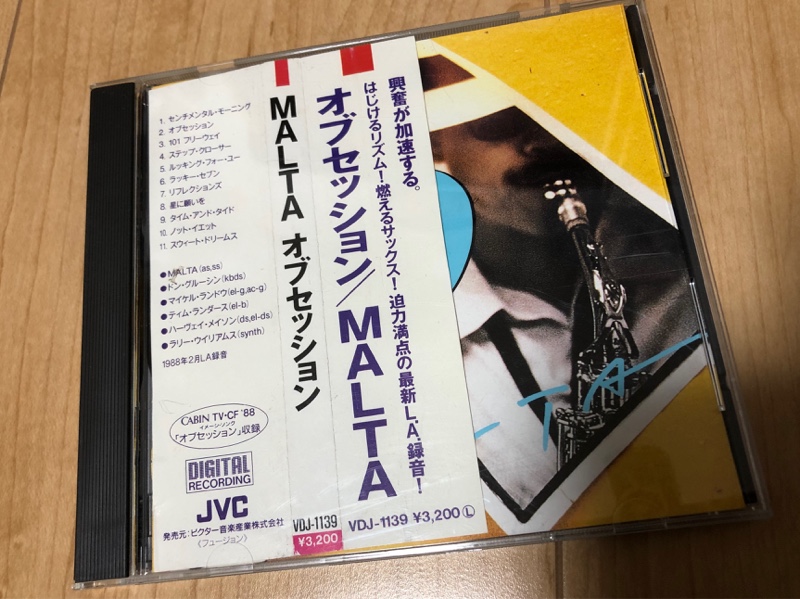 1. センチメンタル・モーニング
2. オブセッション
3. 101 フリーウェイ
4. ステップ・クローサー
5. ルッキング・フォー・ユー
6. ラッキー・セブン
7. リフレクションズ
8. 星に願いを
9. タイム・アンド・タイド
10. ノット・イエット
11. スウィート・ドリームス
●MALTA(as,ss)
●ドン・グルーシン(kbds)
●マイケル・ランドウ(el-g,ac-g)
●ティム・ランダース(el-b)
●ハーヴェイ・メイソン(ds,el-ds)
●ラリー・ウイリアムス(synth)
1988年2月LA録音
CABIN TV・CF '88
イメージ・ソング
「オブセッション」収録
DIGITAL
RECORDING
JVC
発売元:ビクター音楽産業株式会社
《フュージョン》
MALTA オブセッション
VDJ-1139
¥3,200
興奮が加速する。
はじけるリズム!燃えるサックス!迫力満点の最新L.A.録音!
オブセッション/MALTA
VDJ-1139 ¥3,200 Ⓛ
TA